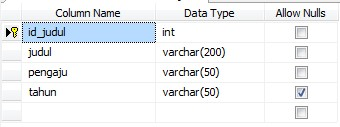 Column Name Data Type Allow Nulls
id_judul int
judul varchar(200)
pengaju varchar(50)
tahun varchar(50)